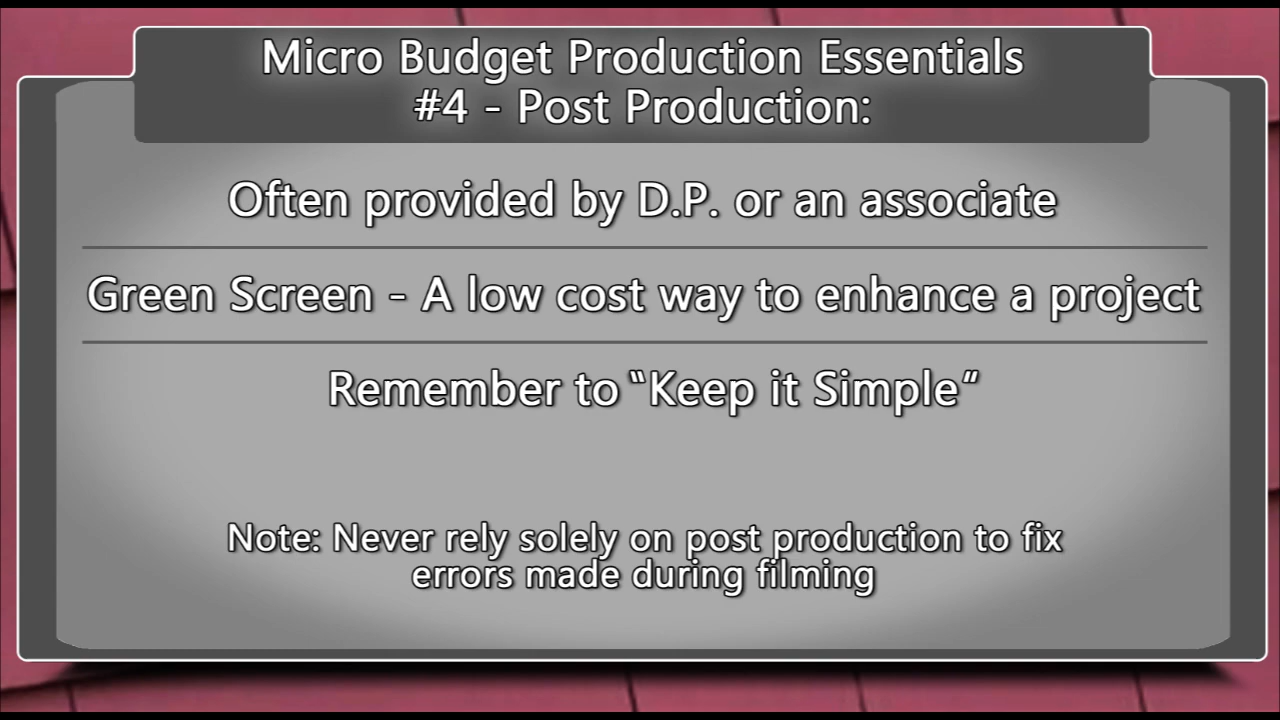 Micro Budget Production Essentials
#4 - Post Production:
Often provided by D.P. or an associate
Green Screen - A low cost way to enhance a project
Remember to “Keep it Simple”
Note: Never rely solely on post production to fix
errors made during filming